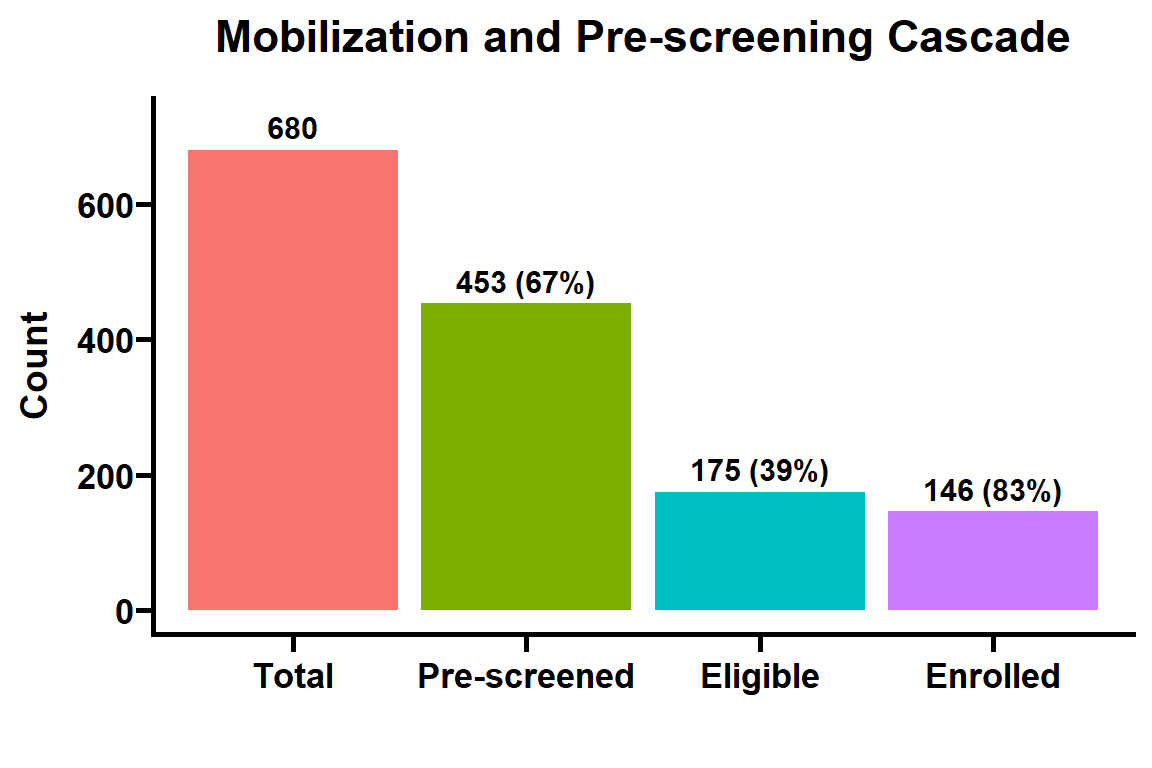 Mobilization and Pre-screening Cascade
680
600
453 (67%)
400
Count
175 (39%)
200
146 (83%)
0
Total Pre-screened Eligible Enrolled